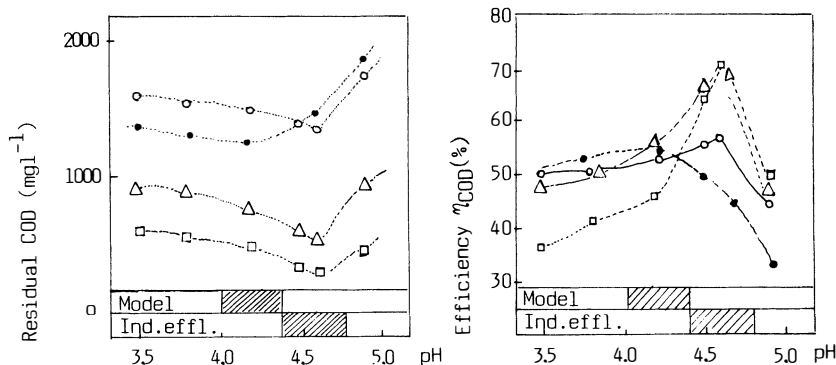 2000
1000
0
Residual COD (mgl⁻¹)
Model
Ind.effl.
3.5 4.0 4.5 5.0 pH
80
70
60
50
40
30
Efficiency ηCOD(%)
Model
Ind.effl.
3.5 4.0 4.5 5.0 pH